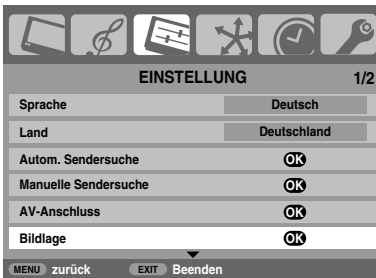 EINSTELLUNG 1/2
Sprache Deutsch
Land Deutschland
Autom. Sendersuche OK
Manuelle Sendersuche OK
AV-Anschluss OK
Bildlage OK
MENU zurück EXIT Beenden